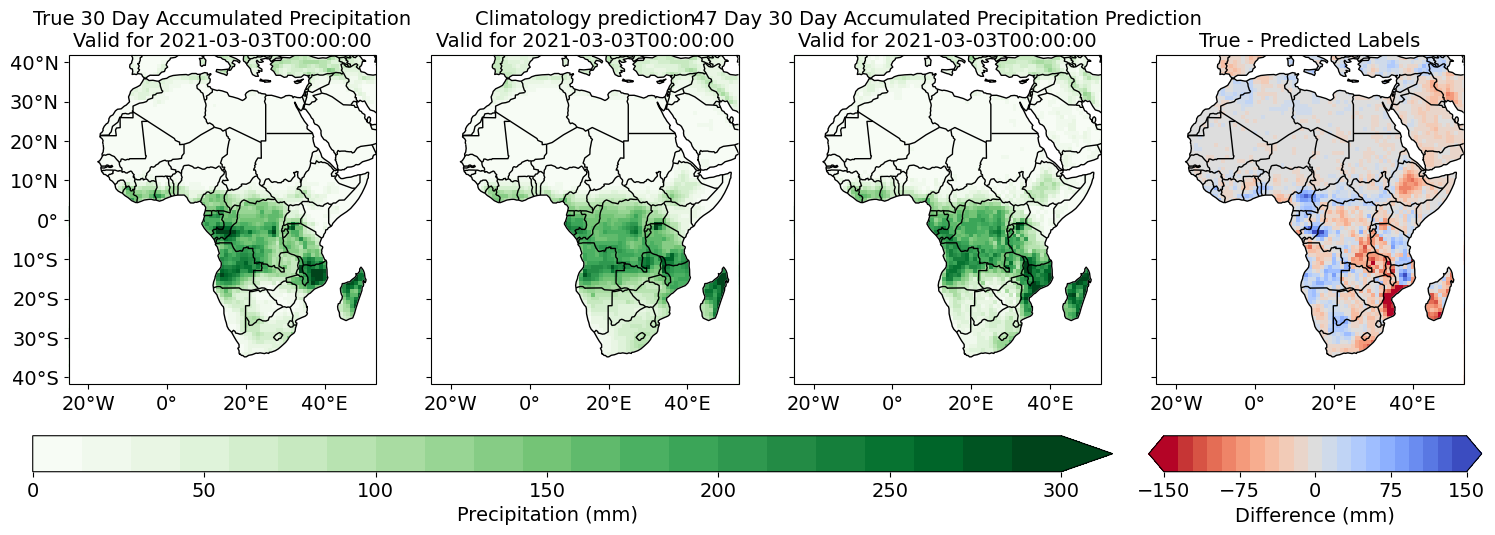 True 30 Day Accumulated Precipitation
Valid for 2021-03-03T00:00:00
Climatology prediction
Valid for 2021-03-03T00:00:00
47 Day 30 Day Accumulated Precipitation Prediction
Valid for 2021-03-03T00:00:00
True - Predicted Labels
40°N
30°N
20°N
10°N
0°
10°S
20°S
30°S
40°S
20°W 0° 20°E 40°E
20°W 0° 20°E 40°E
20°W 0° 20°E 40°E
20°W 0° 20°E 40°E
0 50 100 150 200 250 300
Precipitation (mm)
−150 −75 0 75 150
Difference (mm)